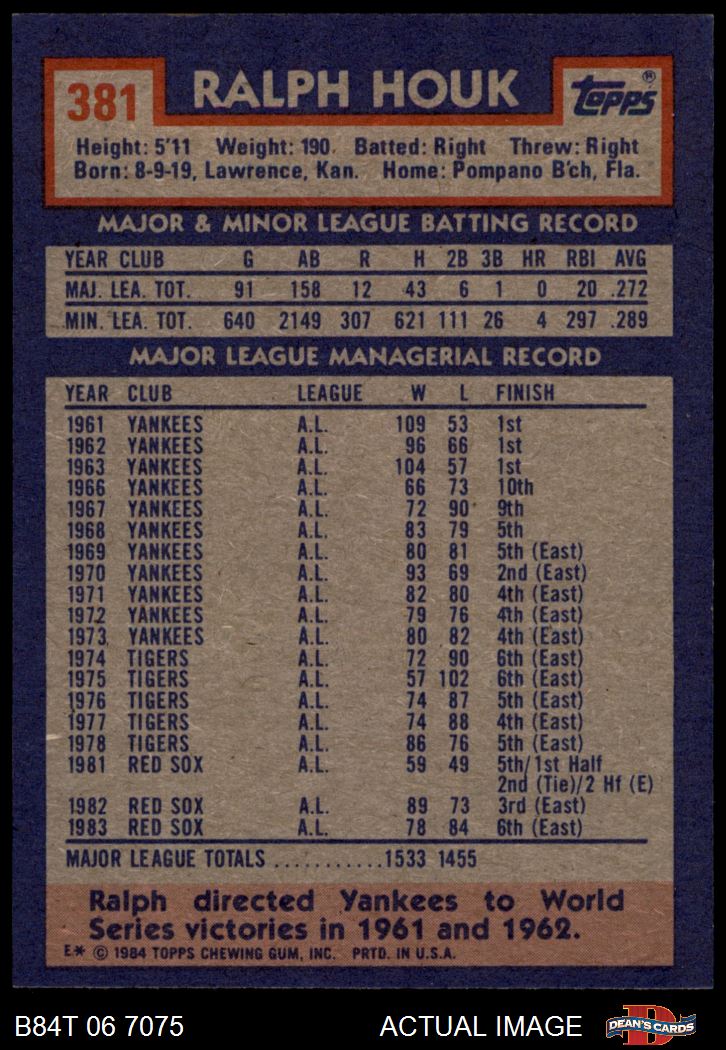 381
RALPH HOUK
topps®
Height: 5'11 Weight: 190 Batted: Right Threw: Right
Born: 8-9-19, Lawrence, Kan. Home: Pompano B'ch, Fla.
MAJOR & MINOR LEAGUE BATTING RECORD
YEAR CLUB G AB R H 2B 3B HR RBI AVG
MAJ. LEA. TOT. 91 158 12 43 6 1 0 20 .272
MIN. LEA. TOT. 640 2149 307 621 111 26 4 297 .289
MAJOR LEAGUE MANAGERIAL RECORD
YEAR CLUB LEAGUE W L FINISH
1961 YANKEES A.L. 109 53 1st
1962 YANKEES A.L. 96 66 1st
1963 YANKEES A.L. 104 57 1st
1966 YANKEES A.L. 66 73 10th
1967 YANKEES A.L. 72 90 9th
1968 YANKEES A.L. 83 79 5th
1969 YANKEES A.L. 80 81 5th (East)
1970 YANKEES A.L. 93 69 2nd (East)
1971 YANKEES A.L. 82 80 4th (East)
1972 YANKEES A.L. 79 76 4th (East)
1973 YANKEES A.L. 80 82 4th (East)
1974 TIGERS A.L. 72 90 6th (East)
1975 TIGERS A.L. 57 102 6th (East)
1976 TIGERS A.L. 74 87 5th (East)
1977 TIGERS A.L. 74 88 4th (East)
1978 TIGERS A.L. 86 76 5th (East)
1981 RED SOX A.L. 59 49 5th/1st Half
2nd (Tie)/2 Hf (E)
1982 RED SOX A.L. 89 73 3rd (East)
1983 RED SOX A.L. 78 84 6th (East)
MAJOR LEAGUE TOTALS ...........1533 1455
Ralph directed Yankees to World
Series victories in 1961 and 1962.
E* © 1984 TOPPS CHEWING GUM, INC. PRTD. IN U.S.A.
B84T 06 7075 ACTUAL IMAGE
D
DEAN'S CARDS